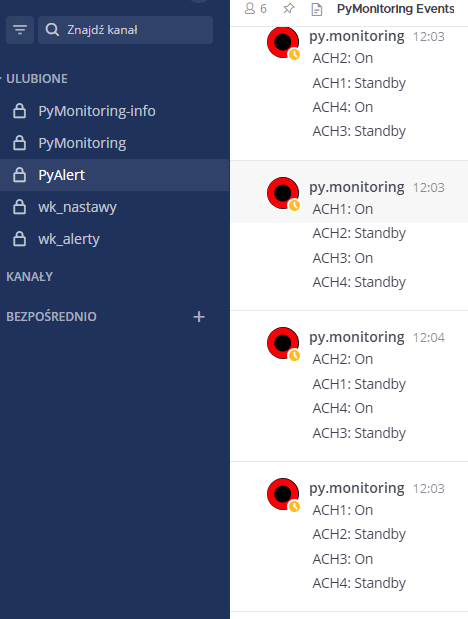 Znajdź kanał
ULUBIONE
PyMonitoring-info
PyMonitoring
PyAlert
wk_nastawy
wk_alerty
KANAŁY
BEZPOŚREDNIO +
6 PyMonitoring Events
py.monitoring 12:03
ACH2: On
ACH1: Standby
ACH4: On
ACH3: Standby
py.monitoring 12:03
ACH1: On
ACH2: Standby
ACH3: On
ACH4: Standby
py.monitoring 12:04
ACH2: On
ACH1: Standby
ACH4: On
ACH3: Standby
py.monitoring 12:03
ACH1: On
ACH2: Standby
ACH3: On
ACH4: Standby